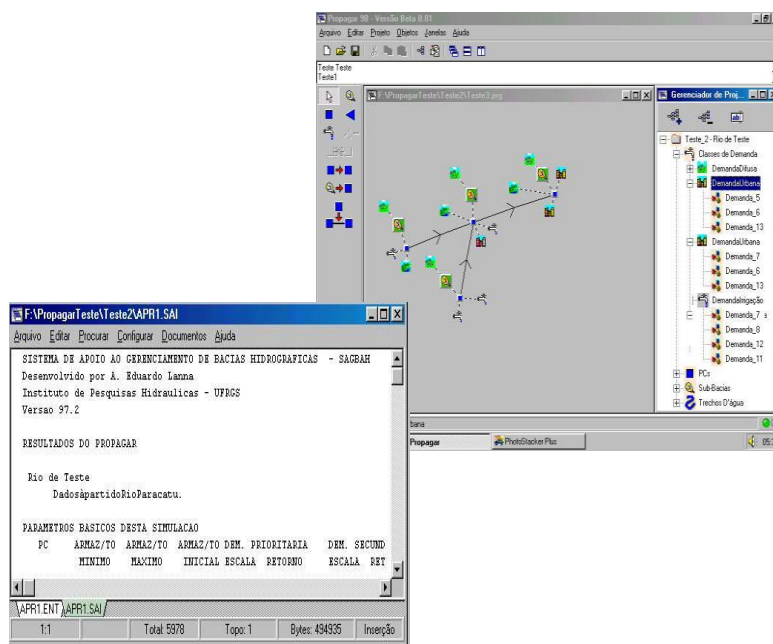 Propagar 98 - Versão Beta 0.01
Arquivo Editar Projeto Objetos Janelas Ajuda
Teste Teste
Teste1
F:\PropagarTeste\Teste2\Teste3.prg
Gerenciador de Proj...
Teste_2 - Rio de Teste
Classes de Demanda
DemandaDifusa
DemandaUrbana
Demanda_5
Demanda_6
Demanda_13
DemandaUrbana
Demanda_7
Demanda_6
Demanda_13
DemandaIrrigação
Demanda_7
Demanda_8
Demanda_12
Demanda_11
PCs
Sub-Bacias
Trechos D'água
bana
Propagar
PhotoStacker Plus
F:\PropagarTeste\Teste2\APR1.SAI
Arquivo Editar Procurar Configurar Documentos Ajuda
SISTEMA DE APOIO AO GERENCIAMENTO DE BACIAS HIDROGRAFICAS - SAGBAH
Desenvolvido por A. Eduardo Lanna
Instituto de Pesquisas Hidraulicas - UFRGS
Versao 97.2
RESULTADOS DO PROPAGAR
Rio de Teste
DadosàpartidoRioParacatu.
PARAMETROS BASICOS DESTA SIMULACAO
PC ARMAZ/TO ARMAZ/TO ARMAZ/TO DEM. PRIORITARIA DEM. SECUND
MINIMO MAXIMO INICIAL ESCALA RETORNO ESCALA RET
APR1.ENT APR1.SAI
1:1 Total: 5978 Topo: 1 Bytes: 494935 Inserção